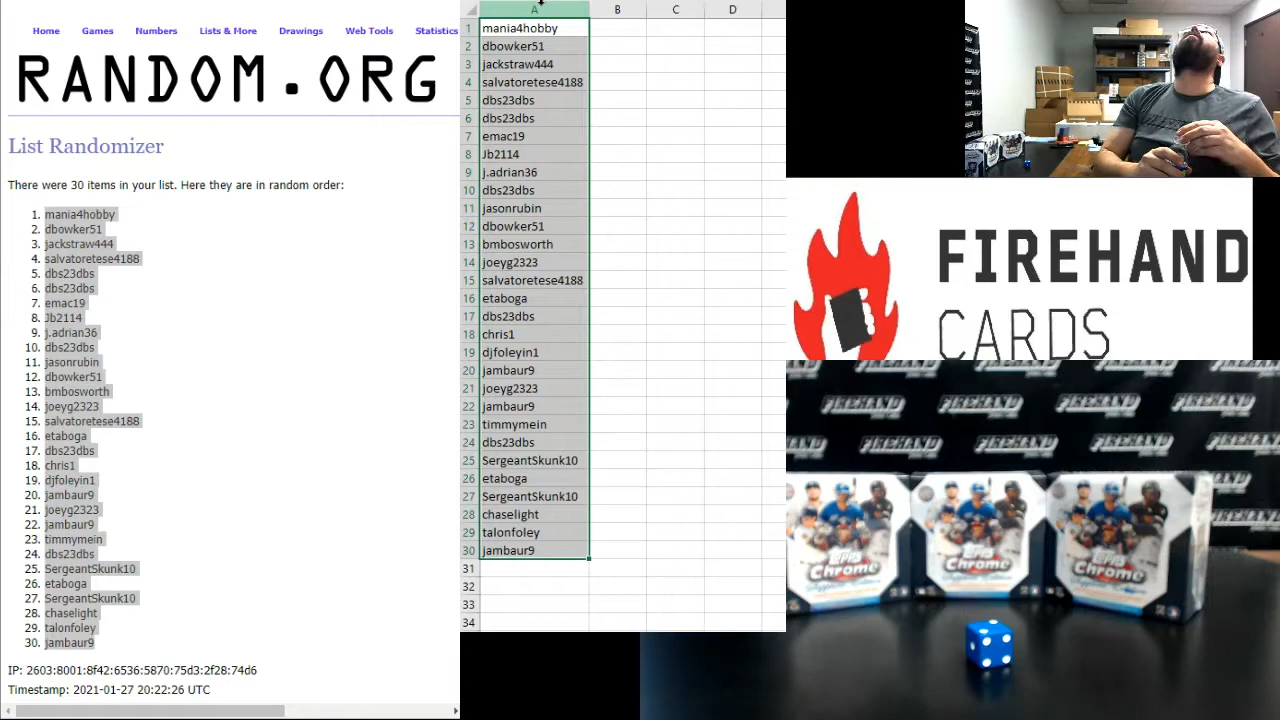 Home Games Numbers Lists & More Drawings Web Tools Statistics
RANDOM.ORG
List Randomizer
There were 30 items in your list. Here they are in random order:
1. mania4hobby
2. dbowker51
3. jackstraw444
4. salvatoretese4188
5. dbs23dbs
6. dbs23dbs
7. emac19
8. Jb2114
9. j.adrian36
10. dbs23dbs
11. jasonrubin
12. dbowker51
13. bmbosworth
14. joeyg2323
15. salvatoretese4188
16. etaboga
17. dbs23dbs
18. chris1
19. djfoleyin1
20. jambaur9
21. joeyg2323
22. jambaur9
23. timmymein
24. dbs23dbs
25. SergeantSkunk10
26. etaboga
27. SergeantSkunk10
28. chaselight
29. talonfoley
30. jambaur9
IP: 2603:8001:8f42:6536:5870:75d3:2f28:74d6
Timestamp: 2021-01-27 20:22:26 UTC
A B C D
1 mania4hobby
2 dbowker51
3 jackstraw444
4 salvatoretese4188
5 dbs23dbs
6 dbs23dbs
7 emac19
8 Jb2114
9 j.adrian36
10 dbs23dbs
11 jasonrubin
12 dbowker51
13 bmbosworth
14 joeyg2323
15 salvatoretese4188
16 etaboga
17 dbs23dbs
18 chris1
19 djfoleyin1
20 jambaur9
21 joeyg2323
22 jambaur9
23 timmymein
24 dbs23dbs
25 SergeantSkunk10
26 etaboga
27 SergeantSkunk10
28 chaselight
29 talonfoley
30 jambaur9
31
32
33
34
FIREHAND
CARDS
FIREHAND FIREHAND FIREHAND FIREHAND
FIREHAND FIREHAND FIREHAND
Topps Chrome
Topps Chrome
Topps Chrome